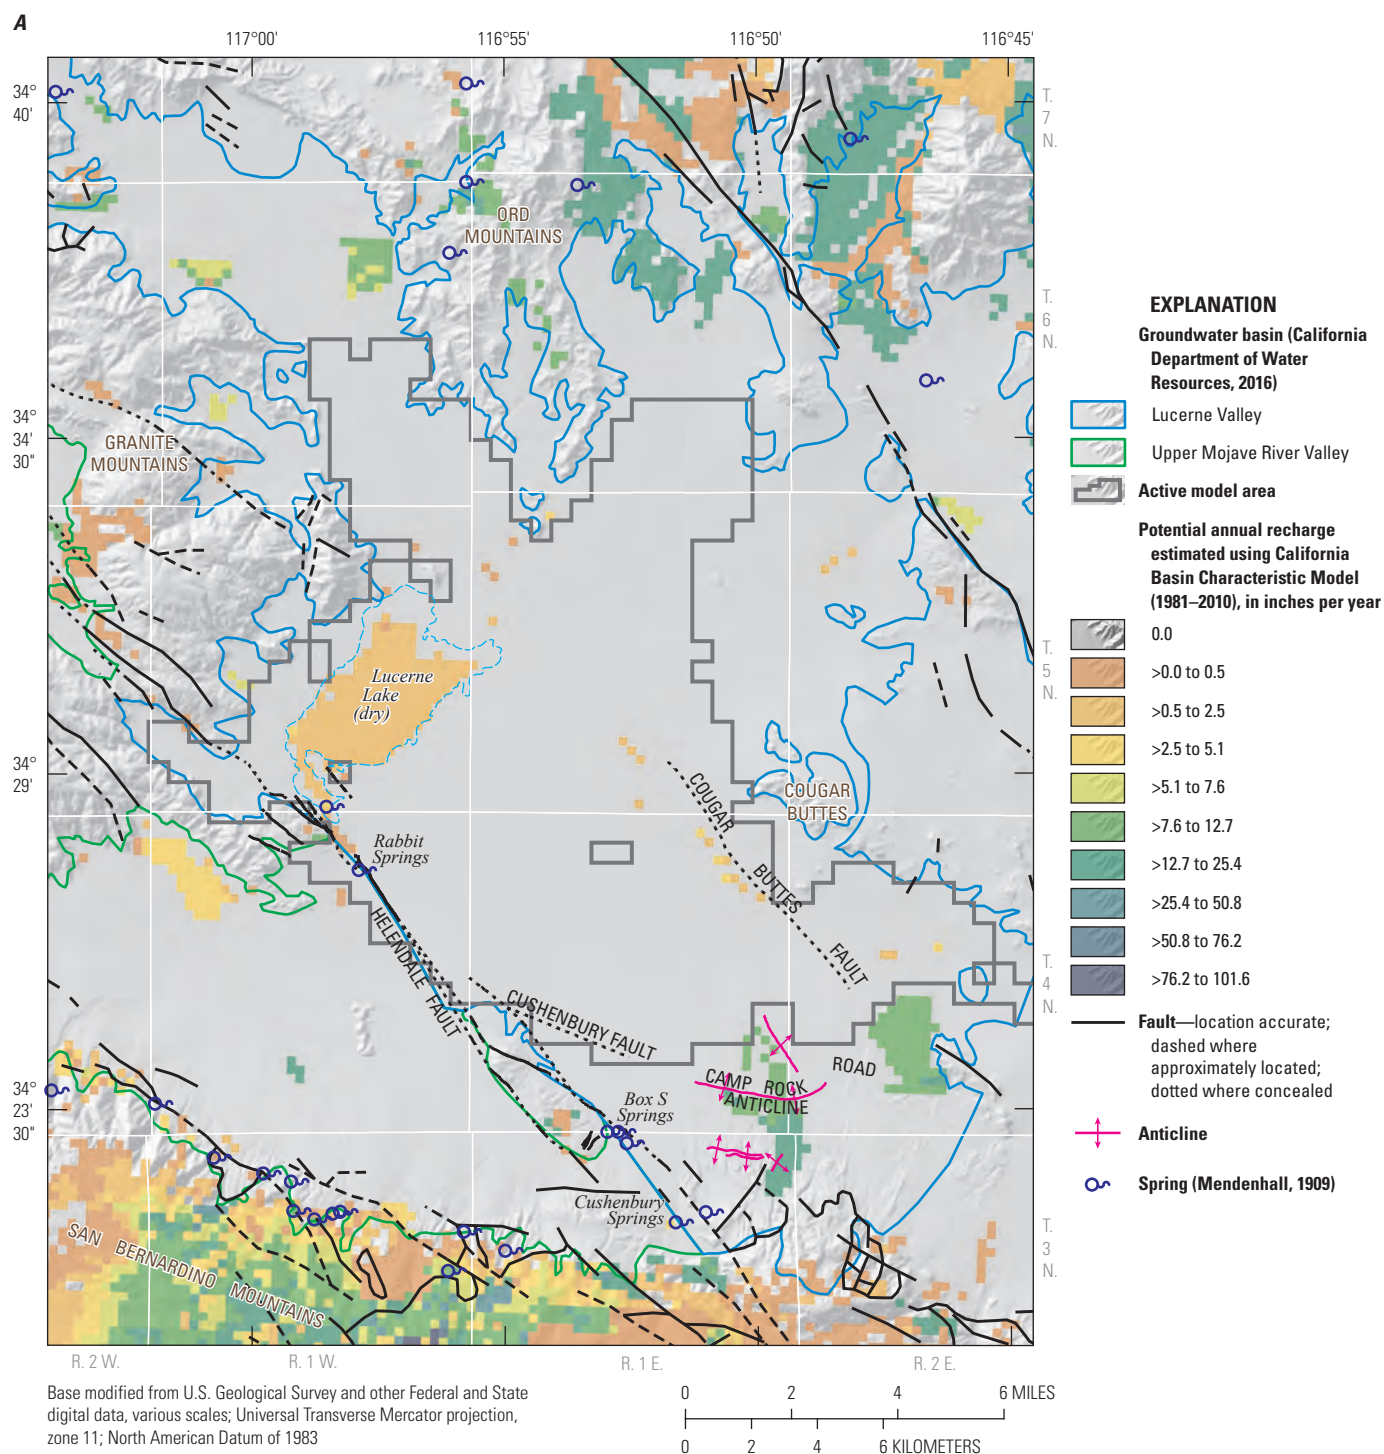 A
117°00'
116°55'
116°50'
116°45'
34°
40'
34°
34'
30"
34°
29'
34°
23'
30"
T.
7
N.
T.
6
N.
T.
5
N.
T.
4
N.
T.
3
N.
ORD
MOUNTAINS
GRANITE
MOUNTAINS
Lucerne
Lake
(dry)
COUGAR
BUTTES
COUGAR BUTTES FAULT
Rabbit
Springs
HELENDALE FAULT
CUSHENBURY FAULT
CAMP ROCK ROAD
ANTICLINE
Box S
Springs
Cushenbury
Springs
SAN BERNARDINO MOUNTAINS
R. 2 W.
R. 1 W.
R. 1 E.
R. 2 E.
EXPLANATION
Groundwater basin (California
Department of Water
Resources, 2016)
Lucerne Valley
Upper Mojave River Valley
Active model area
Potential annual recharge
estimated using California
Basin Characteristic Model
(1981–2010), in inches per year
0.0
>0.0 to 0.5
>0.5 to 2.5
>2.5 to 5.1
>5.1 to 7.6
>7.6 to 12.7
>12.7 to 25.4
>25.4 to 50.8
>50.8 to 76.2
>76.2 to 101.6
Fault—location accurate;
dashed where
approximately located;
dotted where concealed
Anticline
Spring (Mendenhall, 1909)
Base modified from U.S. Geological Survey and other Federal and State
digital data, various scales; Universal Transverse Mercator projection,
zone 11; North American Datum of 1983
0 2 4 6 MILES
0 2 4 6 KILOMETERS